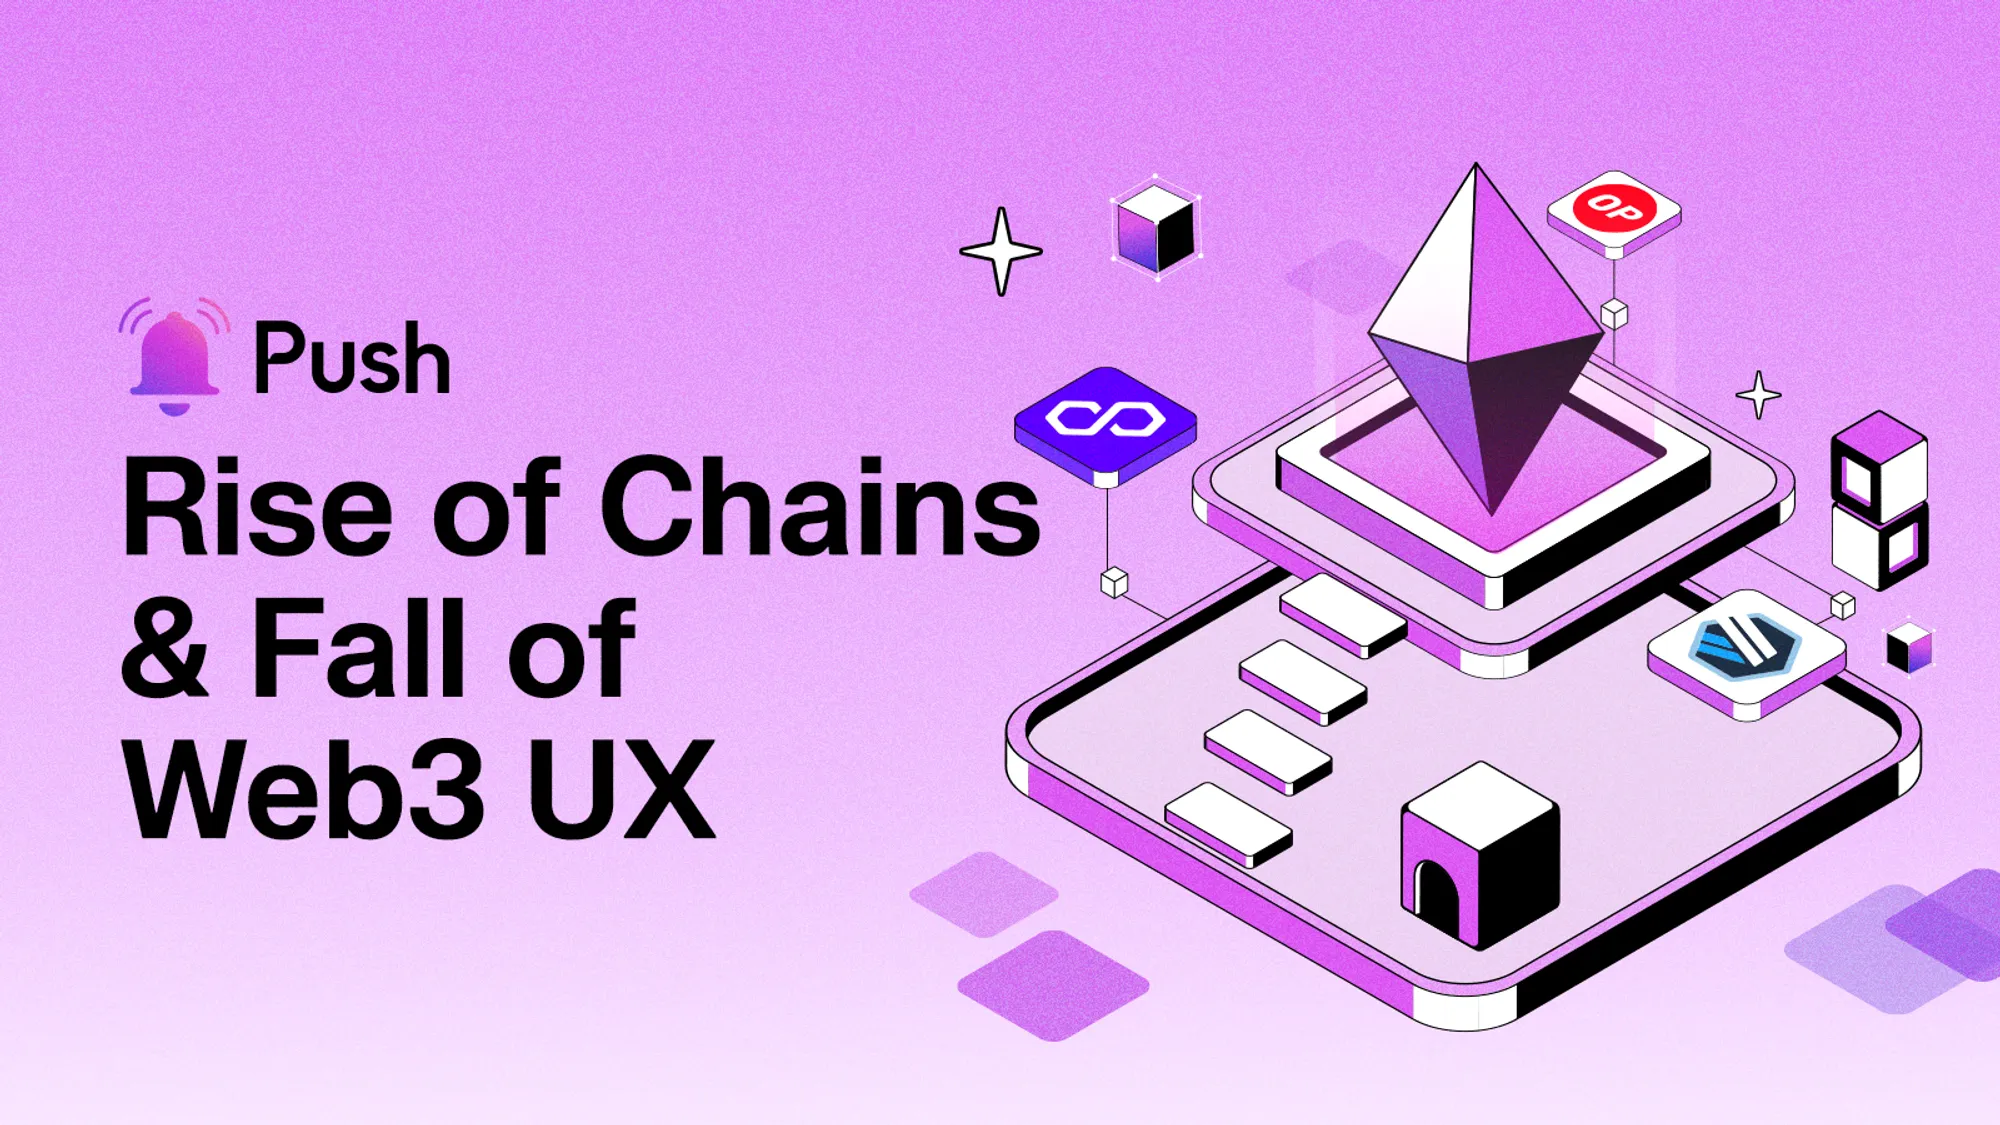 Push
Rise of Chains
& Fall of
Web3 UX
OP